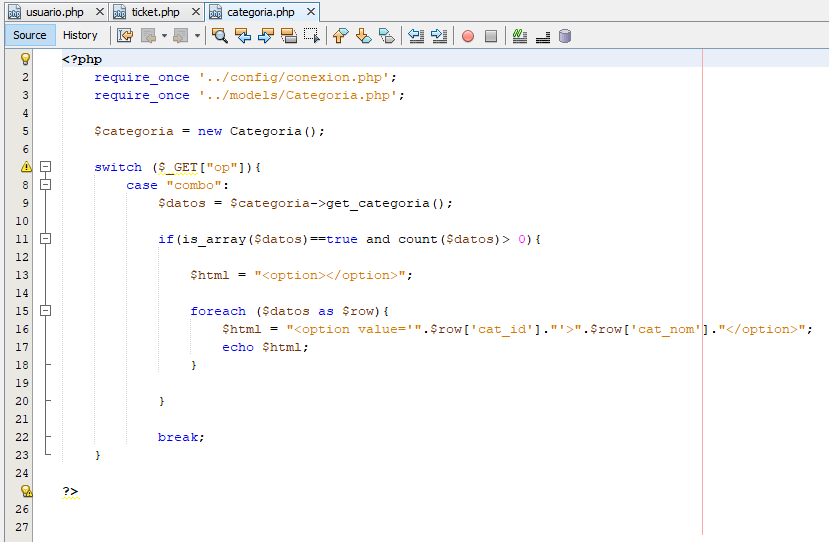 usuario.php ticket.php categoria.php
Source History
<?php
2 require_once '../config/conexion.php';
3 require_once '../models/Categoria.php';
4
5 $categoria = new Categoria();
6
switch ($_GET["op"]){
8 case "combo":
9 $datos = $categoria->get_categoria();
10
11 if(is_array($datos)==true and count($datos)> 0){
12
13 $html = "<option></option>";
14
15 foreach ($datos as $row){
16 $html = "<option value='".$row['cat_id']."'>".$row['cat_nom']."</option>";
17 echo $html;
18 }
19
20 }
21
22 break;
23 }
24
?>
26
27